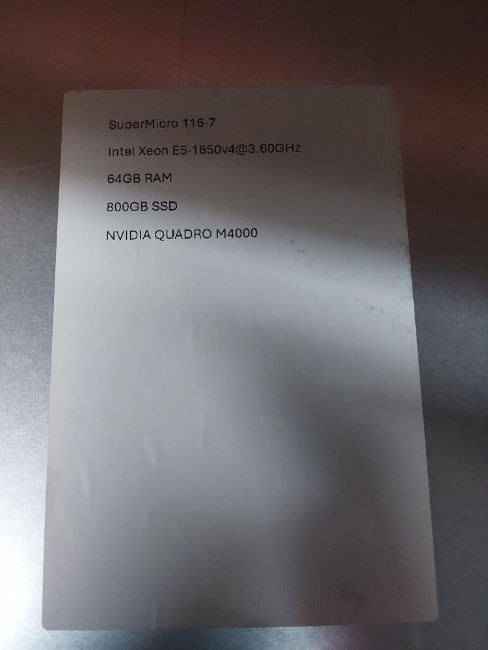 SuperMicro 116-7
Intel Xeon E5-1650v4@3.60GHz
64GB RAM
800GB SSD
NVIDIA QUADRO M4000